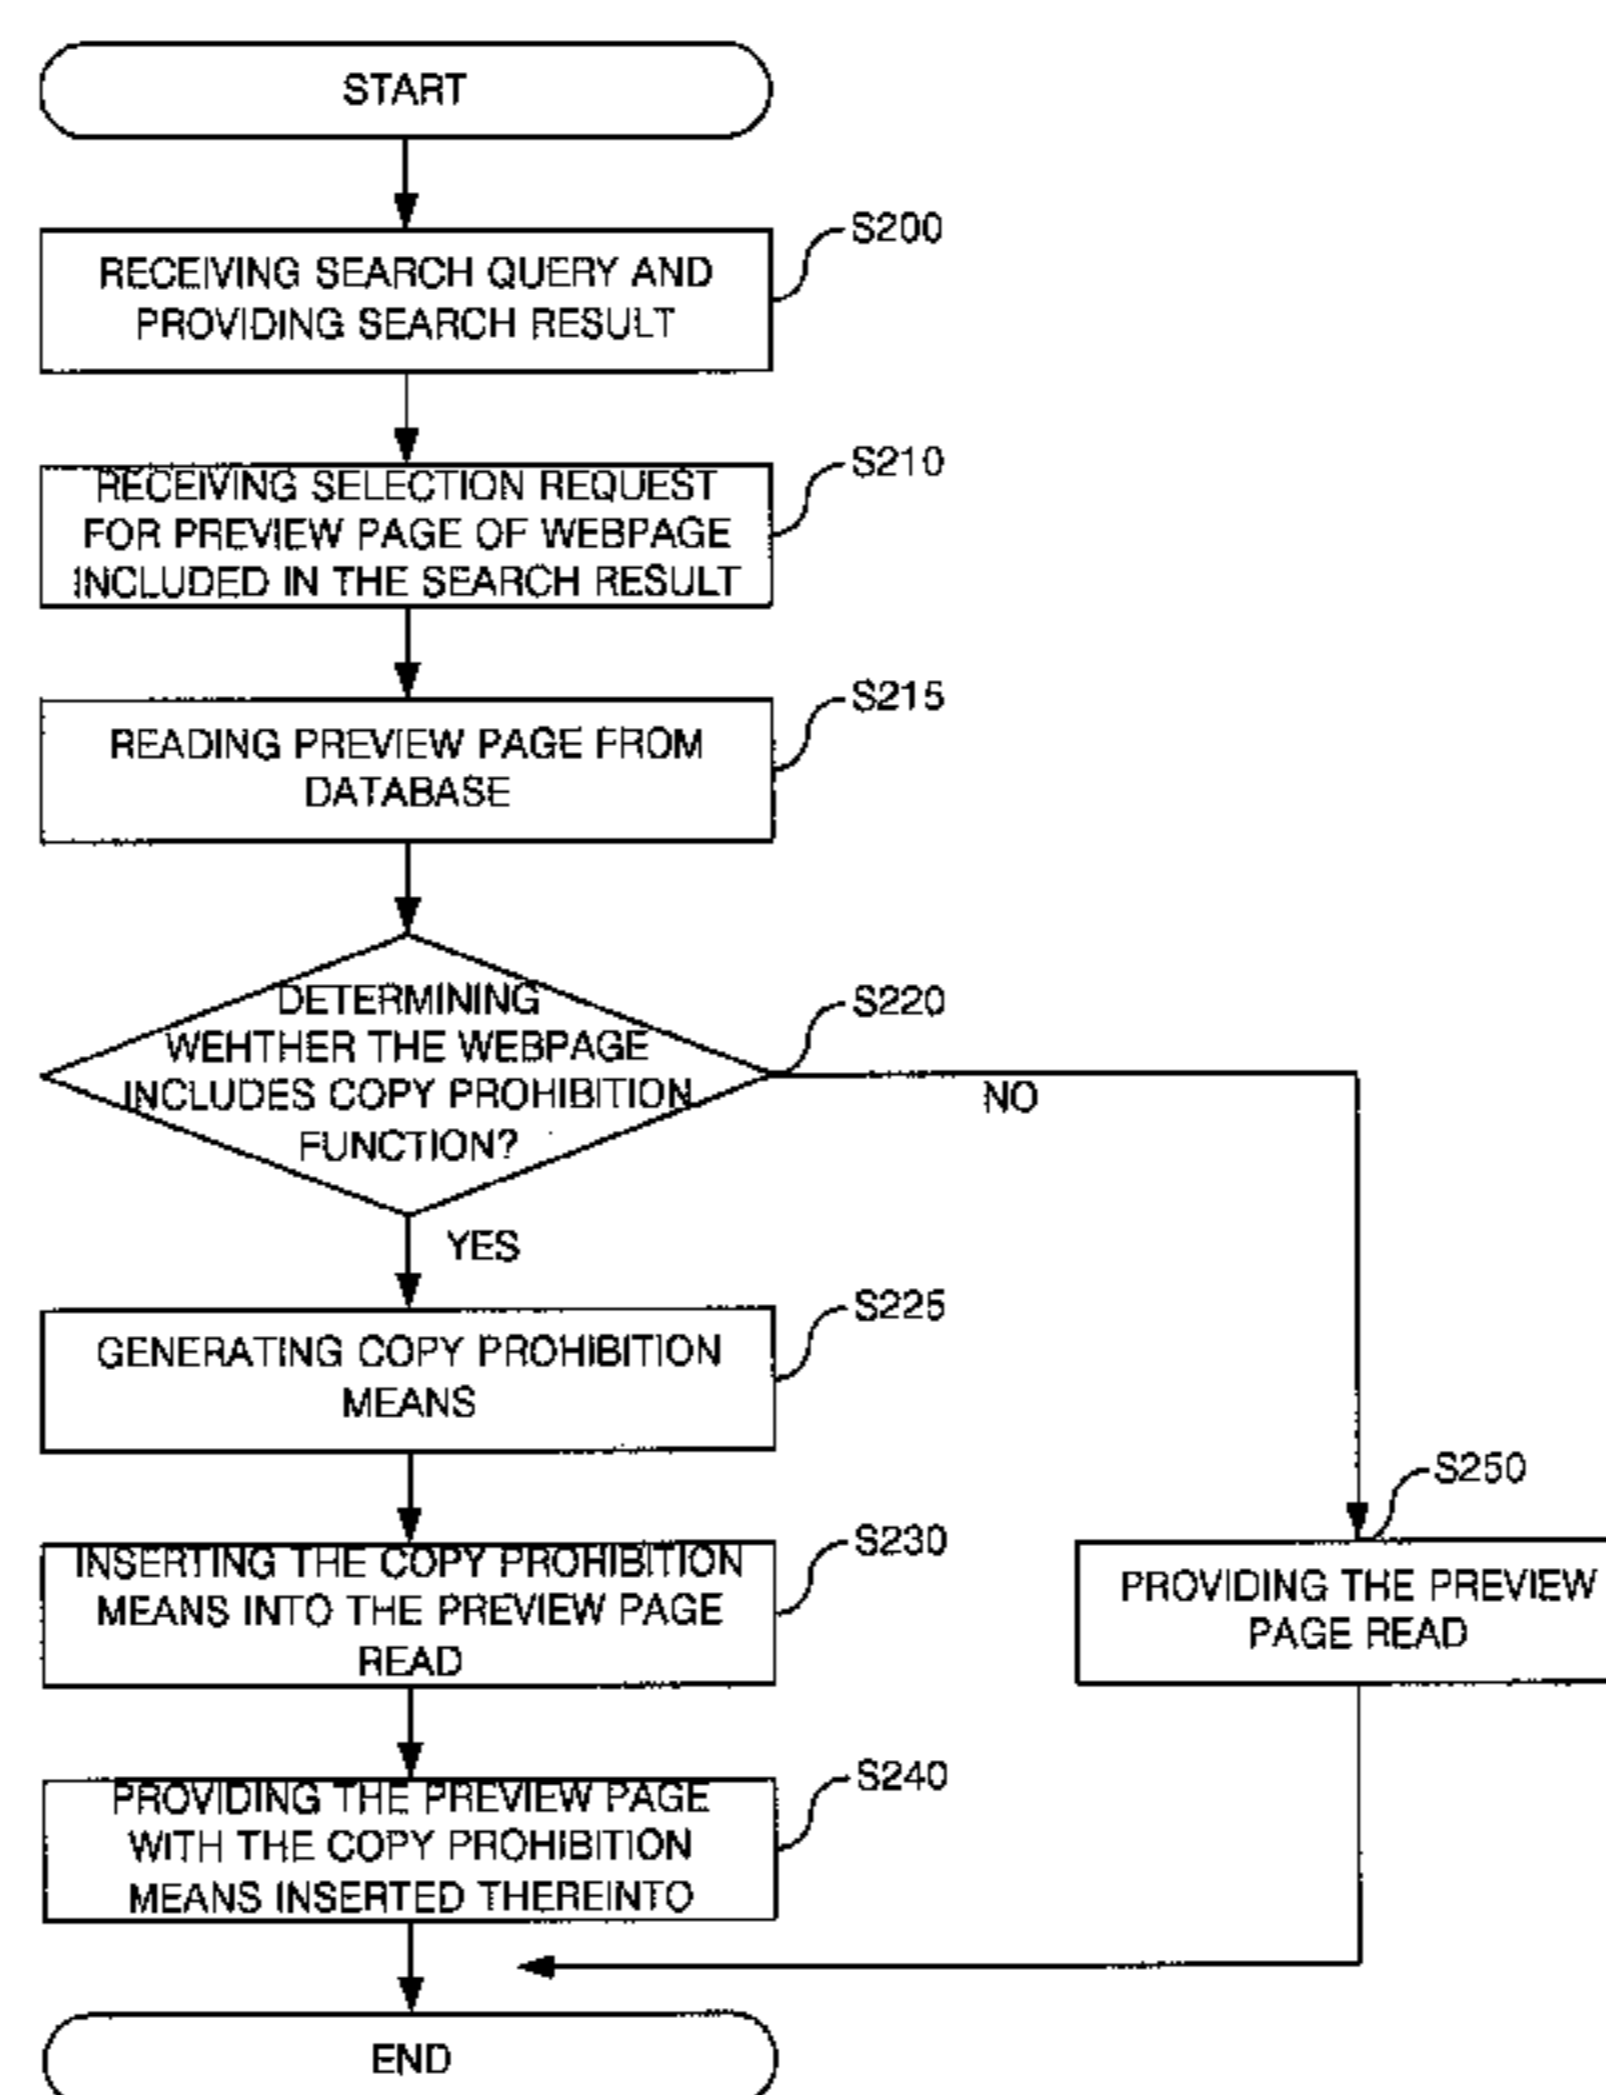 START
S200
RECEIVING SEARCH QUERY AND
PROVIDING SEARCH RESULT
S210
RECEIVING SELECTION REQUEST
FOR PREVIEW PAGE OF WEBPAGE
INCLUDED IN THE SEARCH RESULT
S215
READING PREVIEW PAGE FROM
DATABASE
S220
DETERMINING
WEHTHER THE WEBPAGE
INCLUDES COPY PROHIBITION
FUNCTION?
NO
YES
S225
GENERATING COPY PROHIBITION
MEANS
S230
INSERTING THE COPY PROHIBITION
MEANS INTO THE PREVIEW PAGE
READ
S250
PROVIDING THE PREVIEW
PAGE READ
S240
PROVIDING THE PREVIEW PAGE
WITH THE COPY PROHIBITION
MEANS INSERTED THEREINTO
END